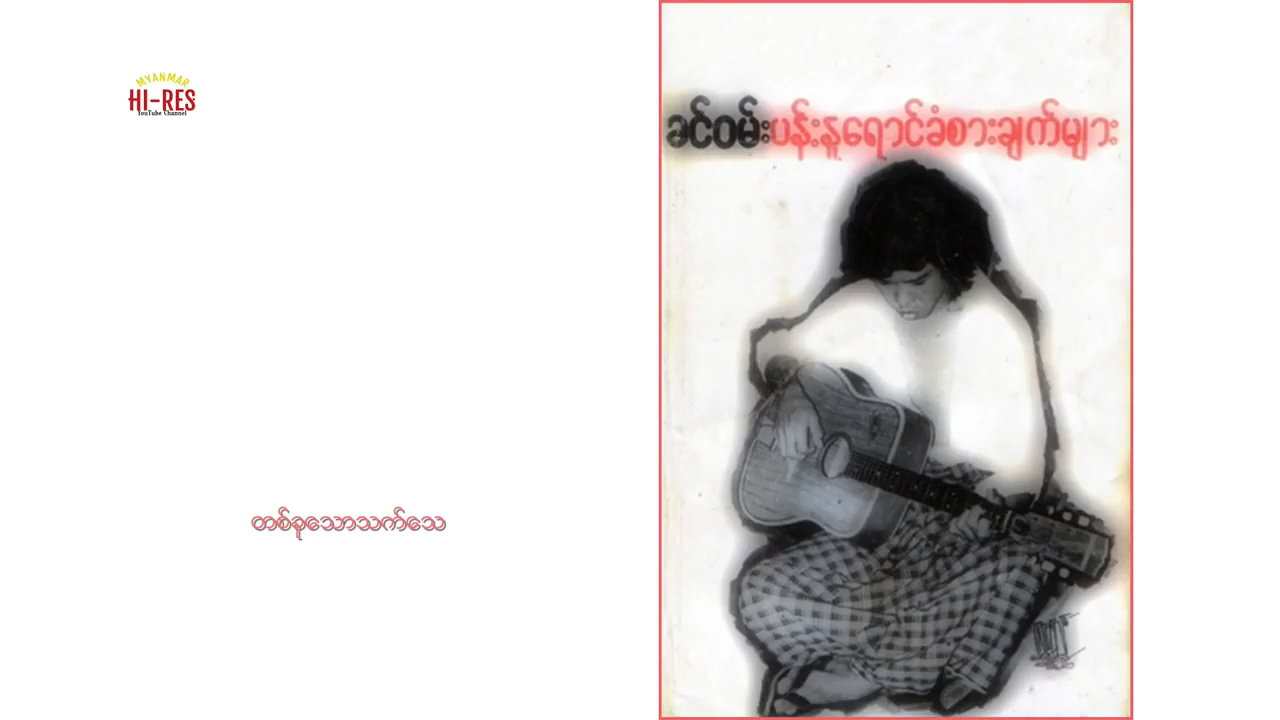 MYANMAR
HI-RES
YouTube Channel
ခင်ဝမ်းပန်းနုရောင်ခံစားချက်များ
တစ်ခုသောသက်သေ